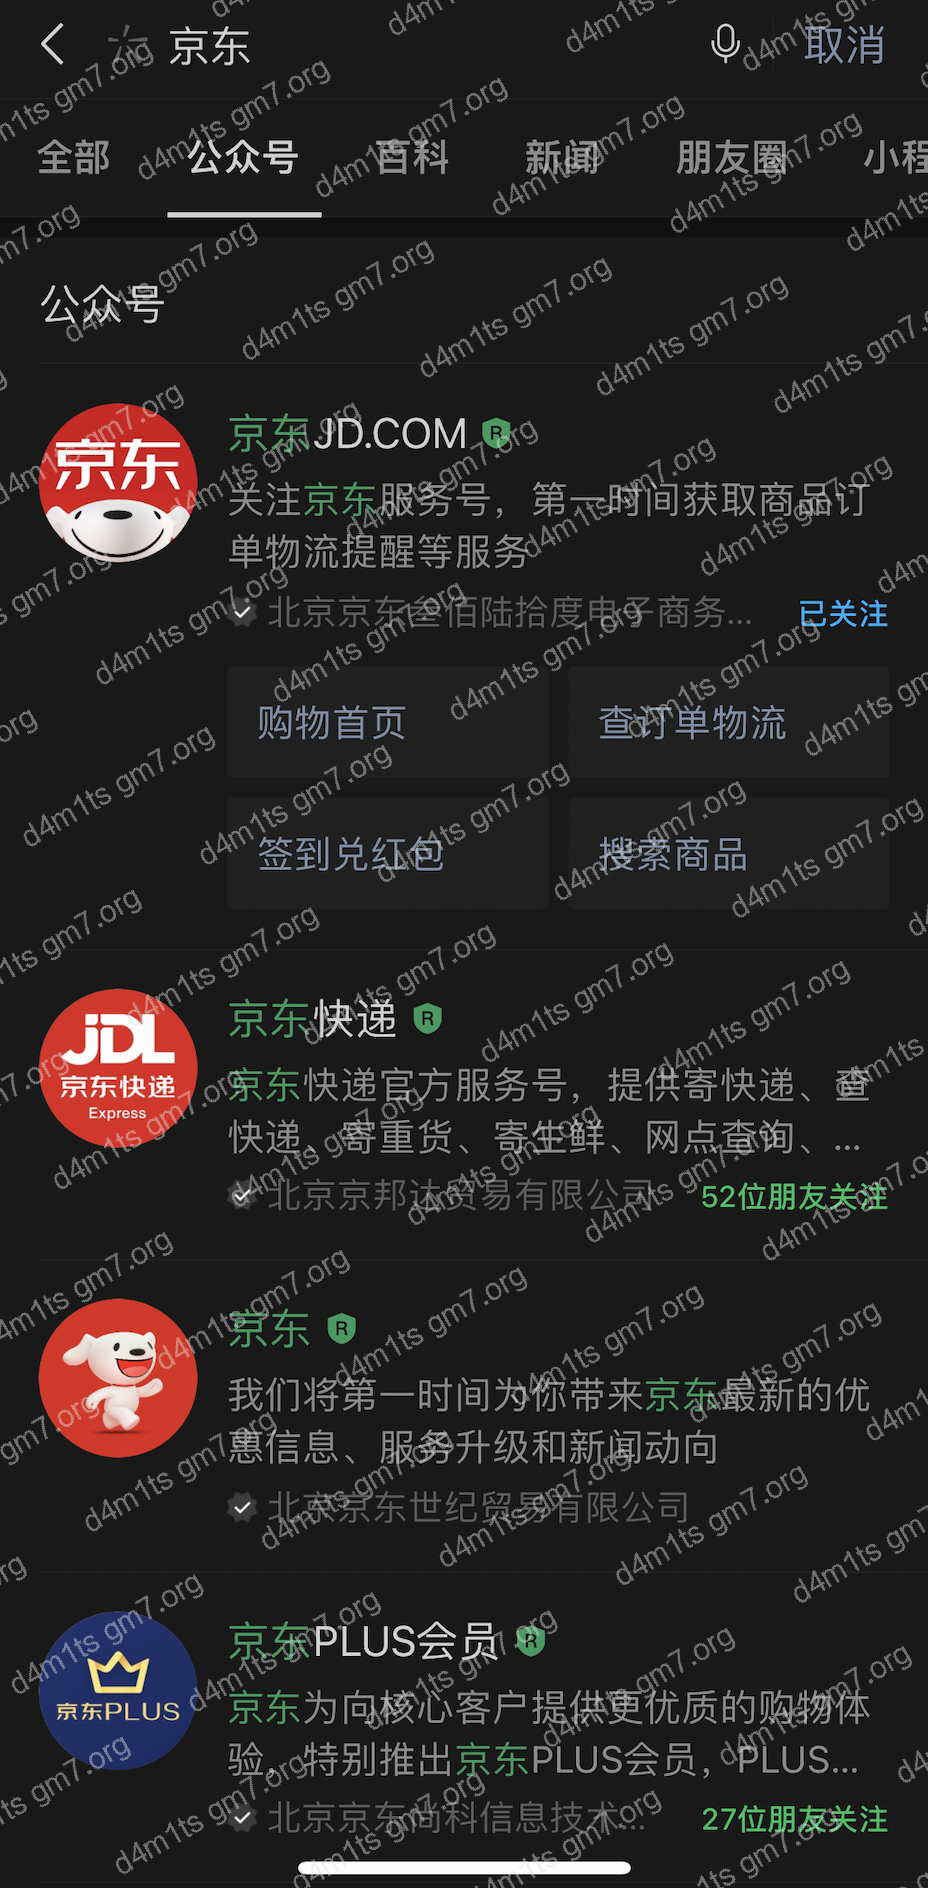 京东
取消
全部 公众号 百科 新闻 朋友圈 小程
公众号
京东
京东JD.COM
关注京东服务号，第一时间获取商品订
单物流提醒等服务
北京京东叁佰陆拾度电子商务...
已关注
购物首页
查订单物流
签到兑红包
搜索商品
JDL
京东快递
Express
京东快递
京东快递官方服务号，提供寄快递、查
快递、寄重货、寄生鲜、网点查询、...
北京京邦达贸易有限公司
52位朋友关注
京东
我们将第一时间为你带来京东最新的优
惠信息、服务升级和新闻动向
北京京东世纪贸易有限公司
京东PLUS
京东PLUS会员
京东为向核心客户提供更优质的购物体
验，特别推出京东PLUS会员，PLUS...
北京京东尚科信息技术...
27位朋友关注
d4m1ts gm7.org